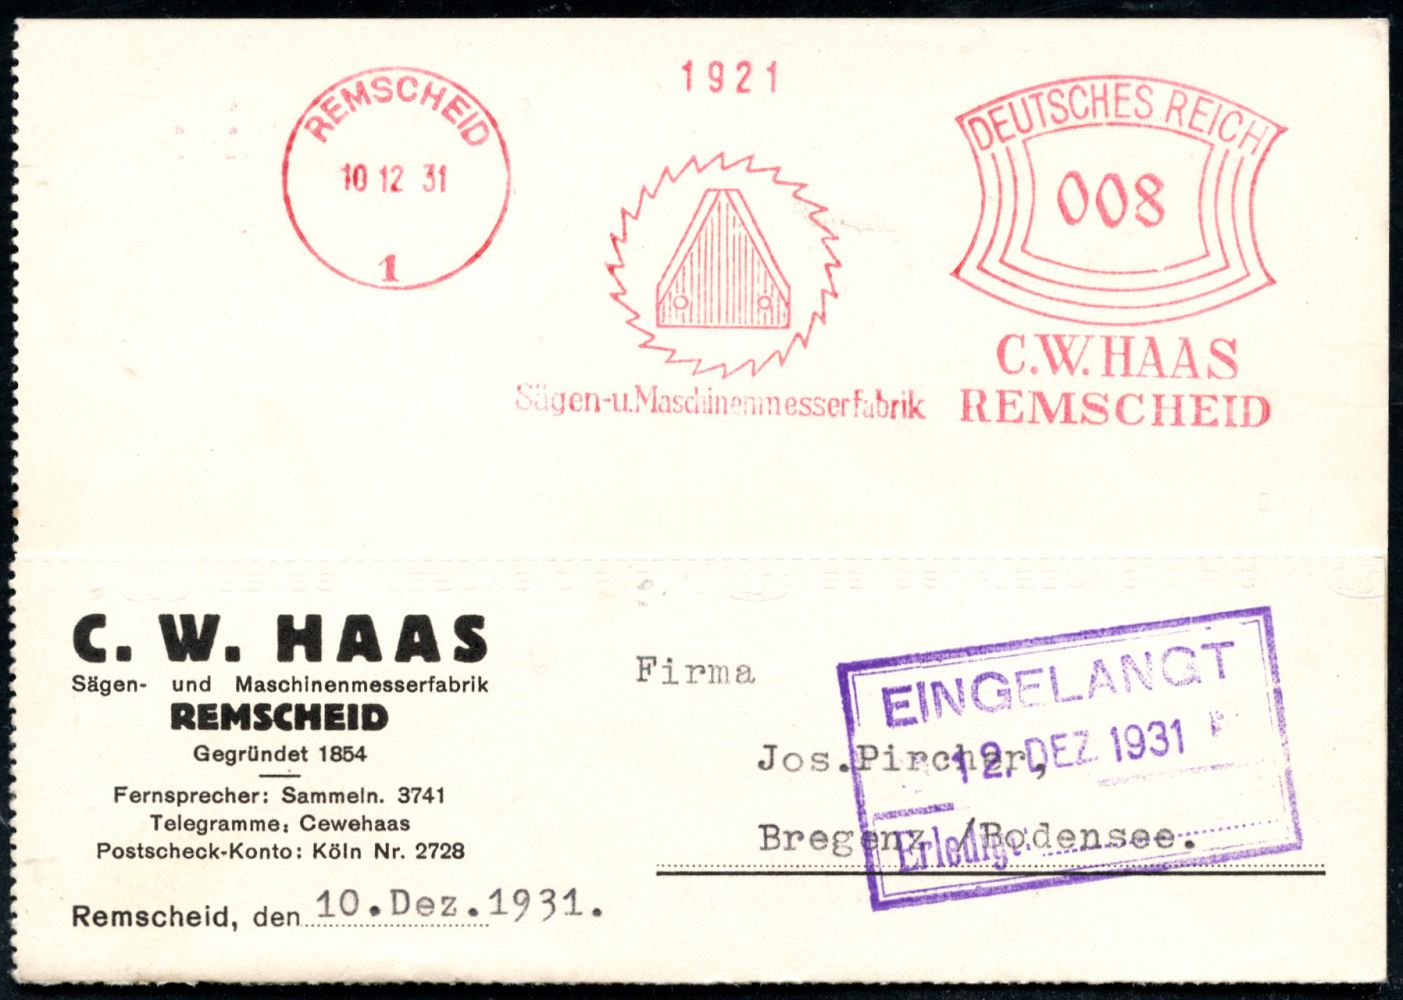 1921
REMSCHEID
10 12 31
1
DEUTSCHES REICH
008
Sägen-u.Maschinenmesserfabrik
C.W.HAAS
REMSCHEID
C. W. HAAS
Sägen- und Maschinenmesserfabrik
REMSCHEID
Gegründet 1854
Fernsprecher: Sammeln. 3741
Telegramme: Cewehaas
Postscheck-Konto: Köln Nr. 2728
Remscheid, den 10.Dez.1931.
Firma
Jos.Pircher,
Bregenz /Bodensee.
EINGELANGT
12. DEZ 1931
Erledigt: